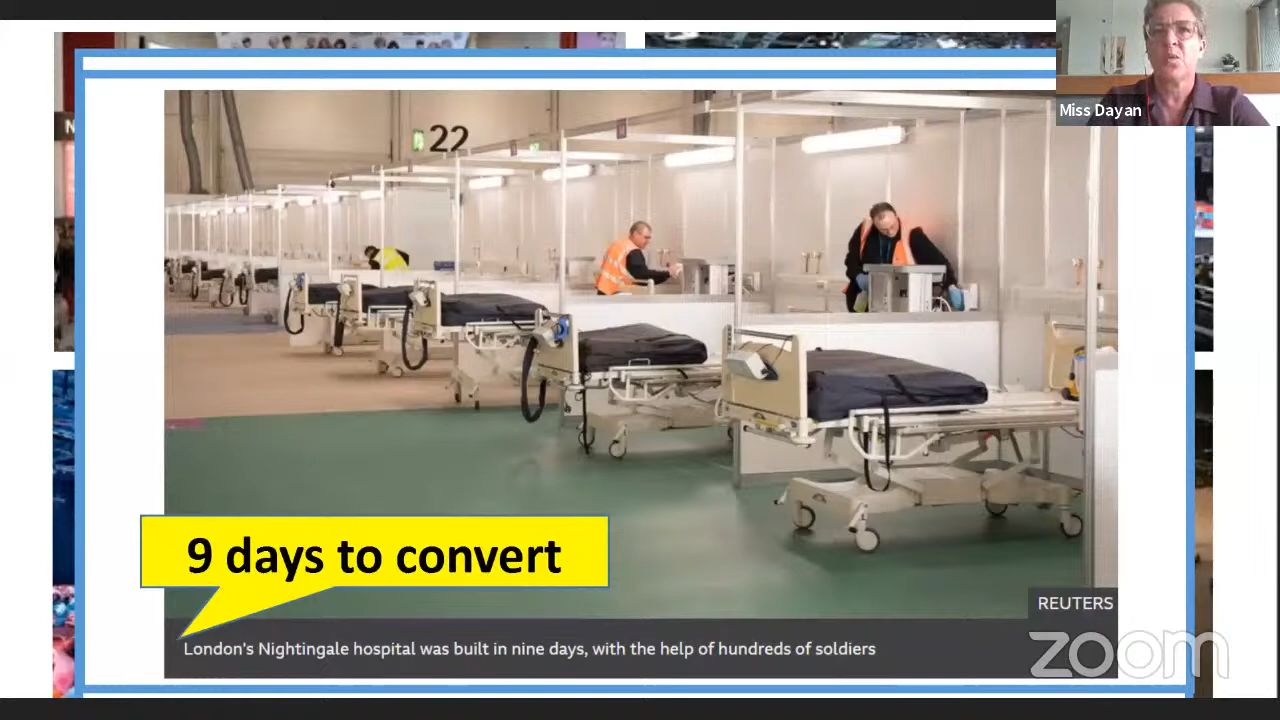 Miss Dayan
22
9 days to convert
REUTERS
London's Nightingale hospital was built in nine days, with the help of hundreds of soldiers
zoom